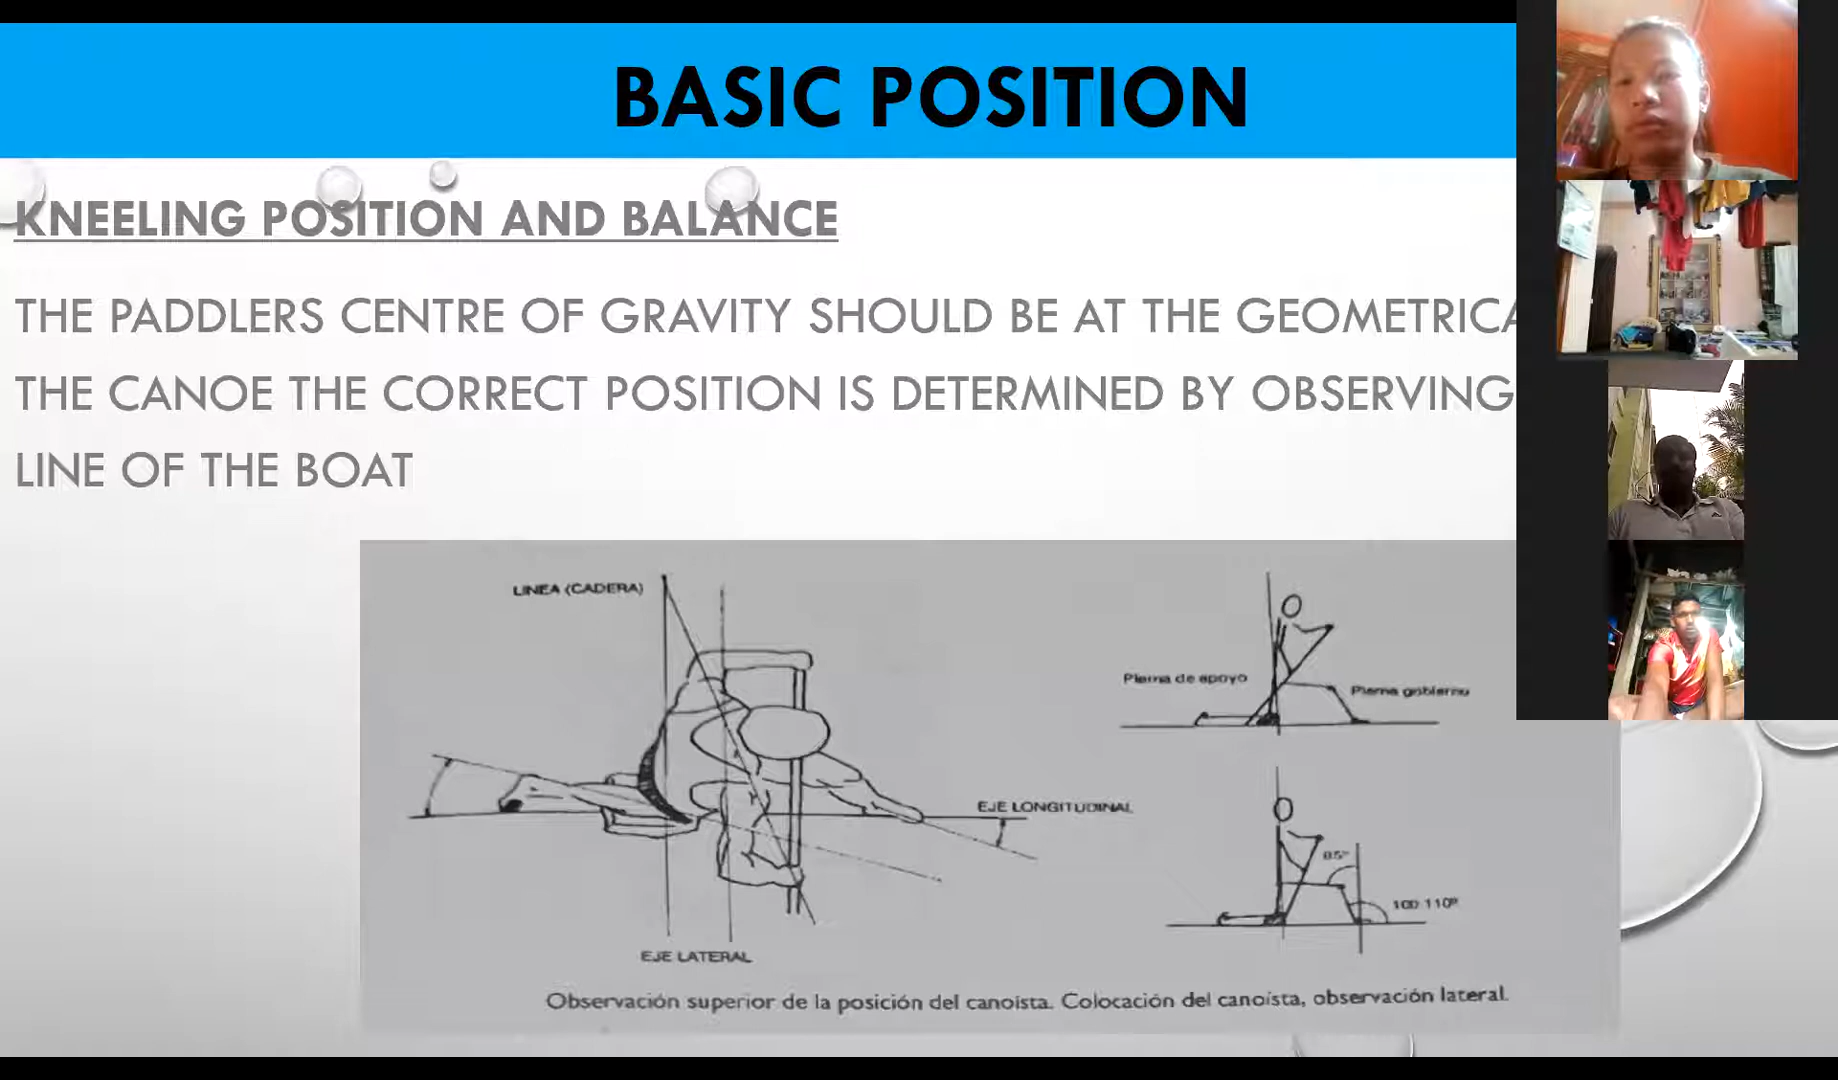 BASIC POSITION
KNEELING POSITION AND BALANCE
THE PADDLERS CENTRE OF GRAVITY SHOULD BE AT THE GEOMETRICA
THE CANOE THE CORRECT POSITION IS DETERMINED BY OBSERVING
LINE OF THE BOAT
LINEA (CADERA)
Pierna de apoyo
Pierna gobierno
EJE LONGITUDINAL
85°
100 110º
EJE LATERAL
Observación superior de la posición del canoista. Colocación del canoísta, observación lateral.